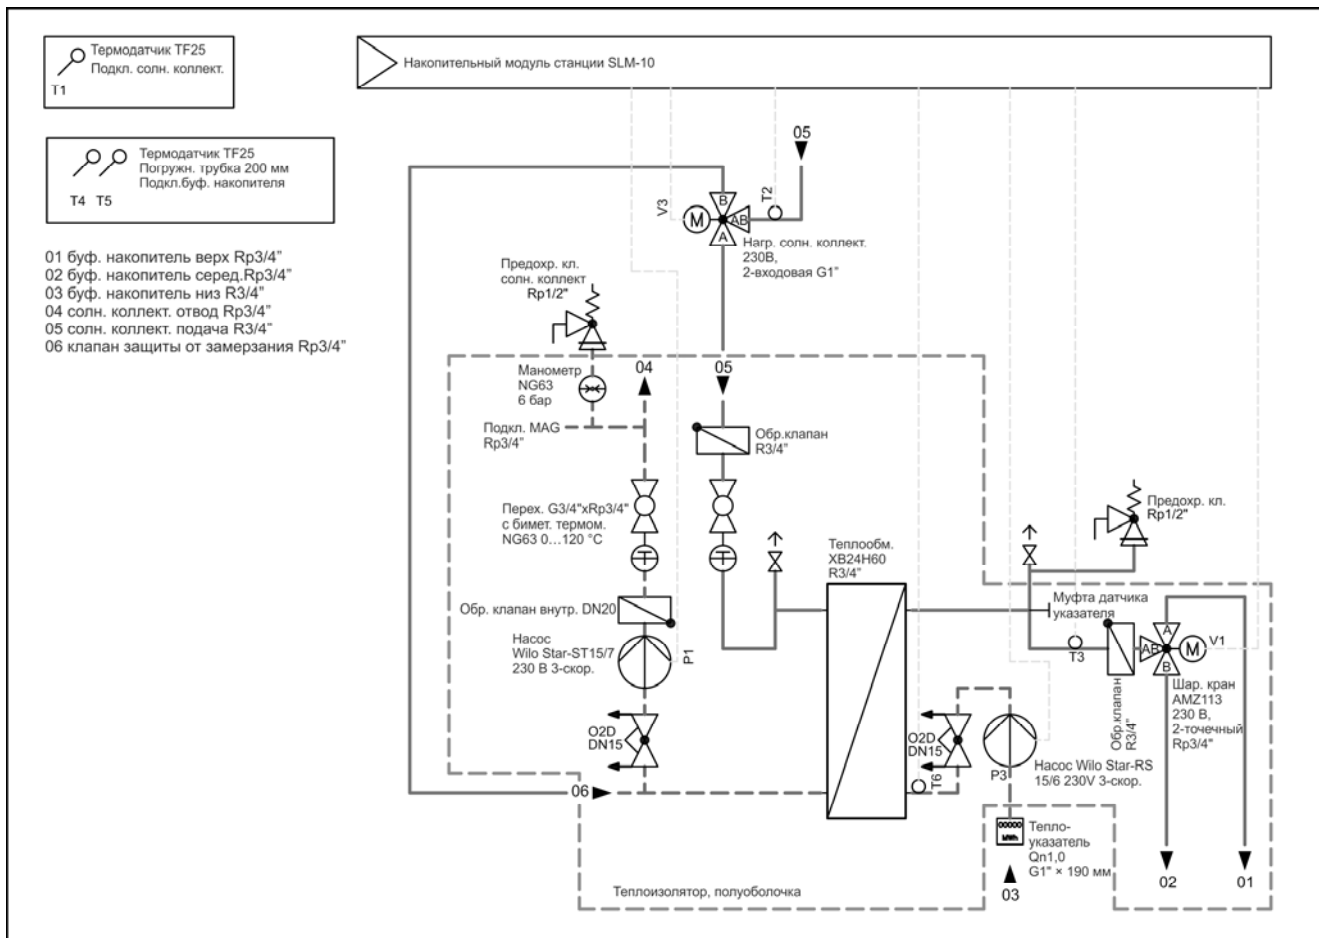 Термодатчик TF25
Подкл. солн. коллект.
T1
Накопительный модуль станции SLM-10
Термодатчик TF25
Погружн. трубка 200 мм
Подкл.буф. накопителя
T4 T5
01 буф. накопитель верх Rp3/4"
02 буф. накопитель серед.Rp3/4"
03 буф. накопитель низ R3/4"
04 солн. коллект. отвод Rp3/4"
05 солн. коллект. подача R3/4"
06 клапан защиты от замерзания Rp3/4"
05
T2
V3
M
B
AB
A
Нагр. солн. коллект.
230В,
2-входовая G1"
Предохр. кл.
солн. коллект
Rp1/2"
Манометр
NG63
6 бар
04
05
Подкл. MAG
Rp3/4"
Обр.клапан
R3/4"
Перех. G3/4"xRp3/4"
с бимет. термом.
NG63 0...120 °C
Обр. клапан внутр. DN20
Насос
Wilo Star-ST15/7
230 В 3-скор.
P1
O2D
DN15
06
Теплообм.
XB24H60
R3/4"
Предохр. кл.
Rp1/2"
Муфта датчика
указателя
T3
Обр.клапан
R3/4"
A
AB
B
M
V1
Шар. кран
AMZ113
230 В,
2-точечный
Rp3/4"
O2D
DN15
T6
P3
Насос Wilo Star-RS
15/6 230V 3-скор.
00000
Тепло-
указатель
Qn1,0
G1" × 190 мм
03
02
01
Теплоизолятор, полуоболочка